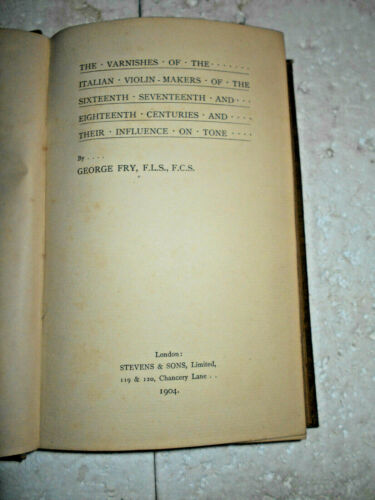 THE · VARNISHES · OF · THE · · · · · · ·
ITALIAN · VIOLIN-MAKERS · OF · THE
SIXTEENTH · SEVENTEENTH · AND · · ·
EIGHTEENTH · CENTURIES · AND · · · ·
THEIR · INFLUENCE · ON · TONE · · · ·
By . . . .
GEORGE FRY, F.L.S., F.C.S.
London:
STEVENS & SONS, Limited,
119 & 120, Chancery Lane . .
1904.